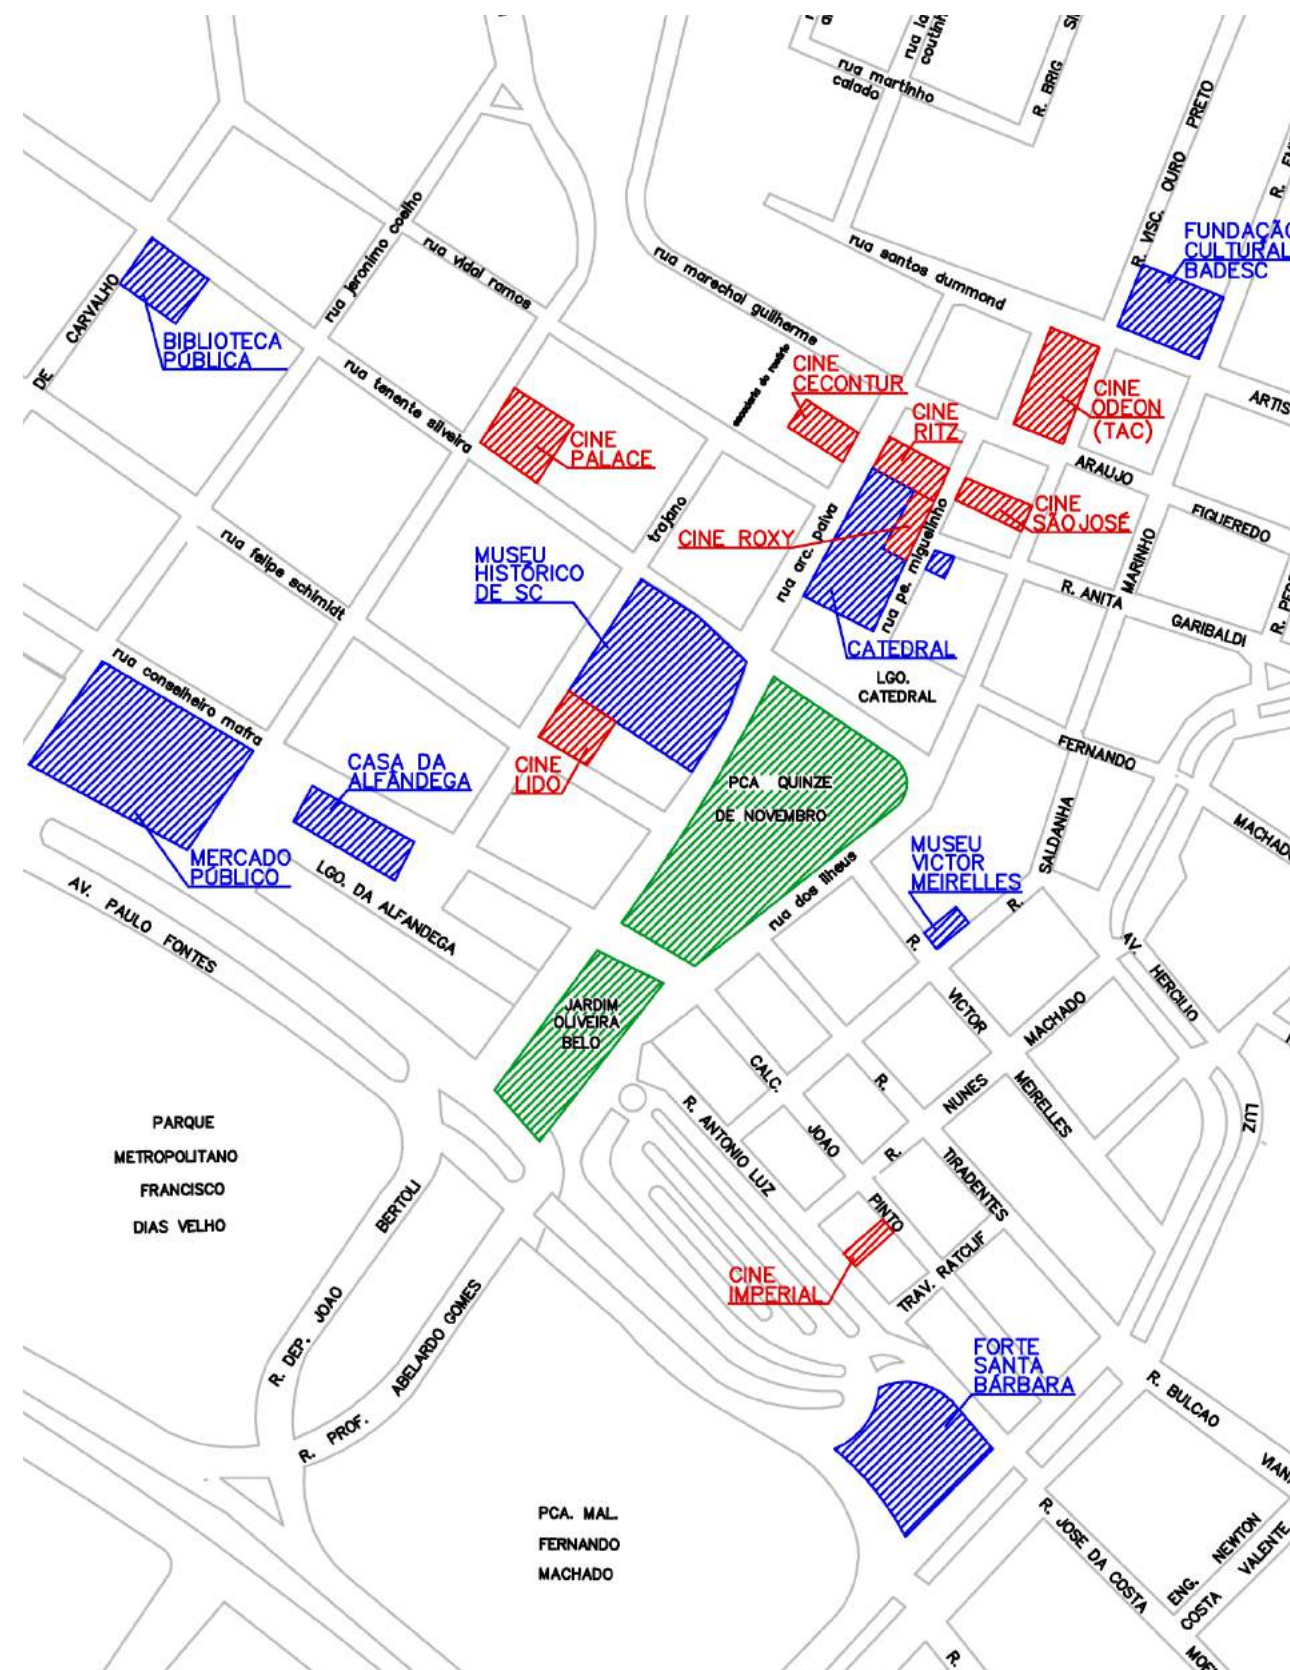 rua martinho
calado
rua la
coutinh
R. BRIG
R. VISC. OURO PRETO
rua jeronimo coelho
rua vidal ramos
rua marechal guilherme
rua santos dummond
FUNDAÇÃO
CULTURAL
BADESC
DE CARVALHO
BIBLIOTECA
PÚBLICA
rua tenente silveira
CINE
CECONTUR
CINE
PALACE
CINE
RITZ
CINE
ODEON
(TAC)
ARTIS
ARAUJO
FIGUEREDO
CINE
SÃO JOSÉ
trajano
CINE ROXY
rua arc. paiva
rua pe. miguelinho
MARINHO
R. ANITA
GARIBALDI
rua felipe schimidt
MUSEU
HISTÓRICO
DE SC
CATEDRAL
LGO.
CATEDRAL
rua conselheiro mafra
CASA DA
ALFÂNDEGA
CINE
LIDO
PCA QUINZE
DE NOVEMBRO
FERNANDO
MACHADO
SALDANHA
MERCADO
PÚBLICO
LGO. DA ALFANDEGA
AV. PAULO FONTES
rua dos ilheus
MUSEU
VICTOR
MEIRELLES
R.
R.
VICTOR
MEIRELLES
AV. HERCILIO
LUZ
JARDIM
OLIVEIRA
BELO
CALC.
MACHADO
R.
NUNES
R. ANTONIO LUZ
JOAO
PINTO
R.
TIRADENTES
TRAV. RATCLIF
PARQUE
METROPOLITANO
FRANCISCO
DIAS VELHO
R. DEP. JOAO BERTOLI
R. PROF. ABELARDO GOMES
CINE
IMPERIAL
FORTE
SANTA
BÁRBARA
R. BULCAO
VIAN
PCA. MAL.
FERNANDO
MACHADO
R. JOSE DA COSTA
ENG. NEWTON
COSTA VALENTE
R.